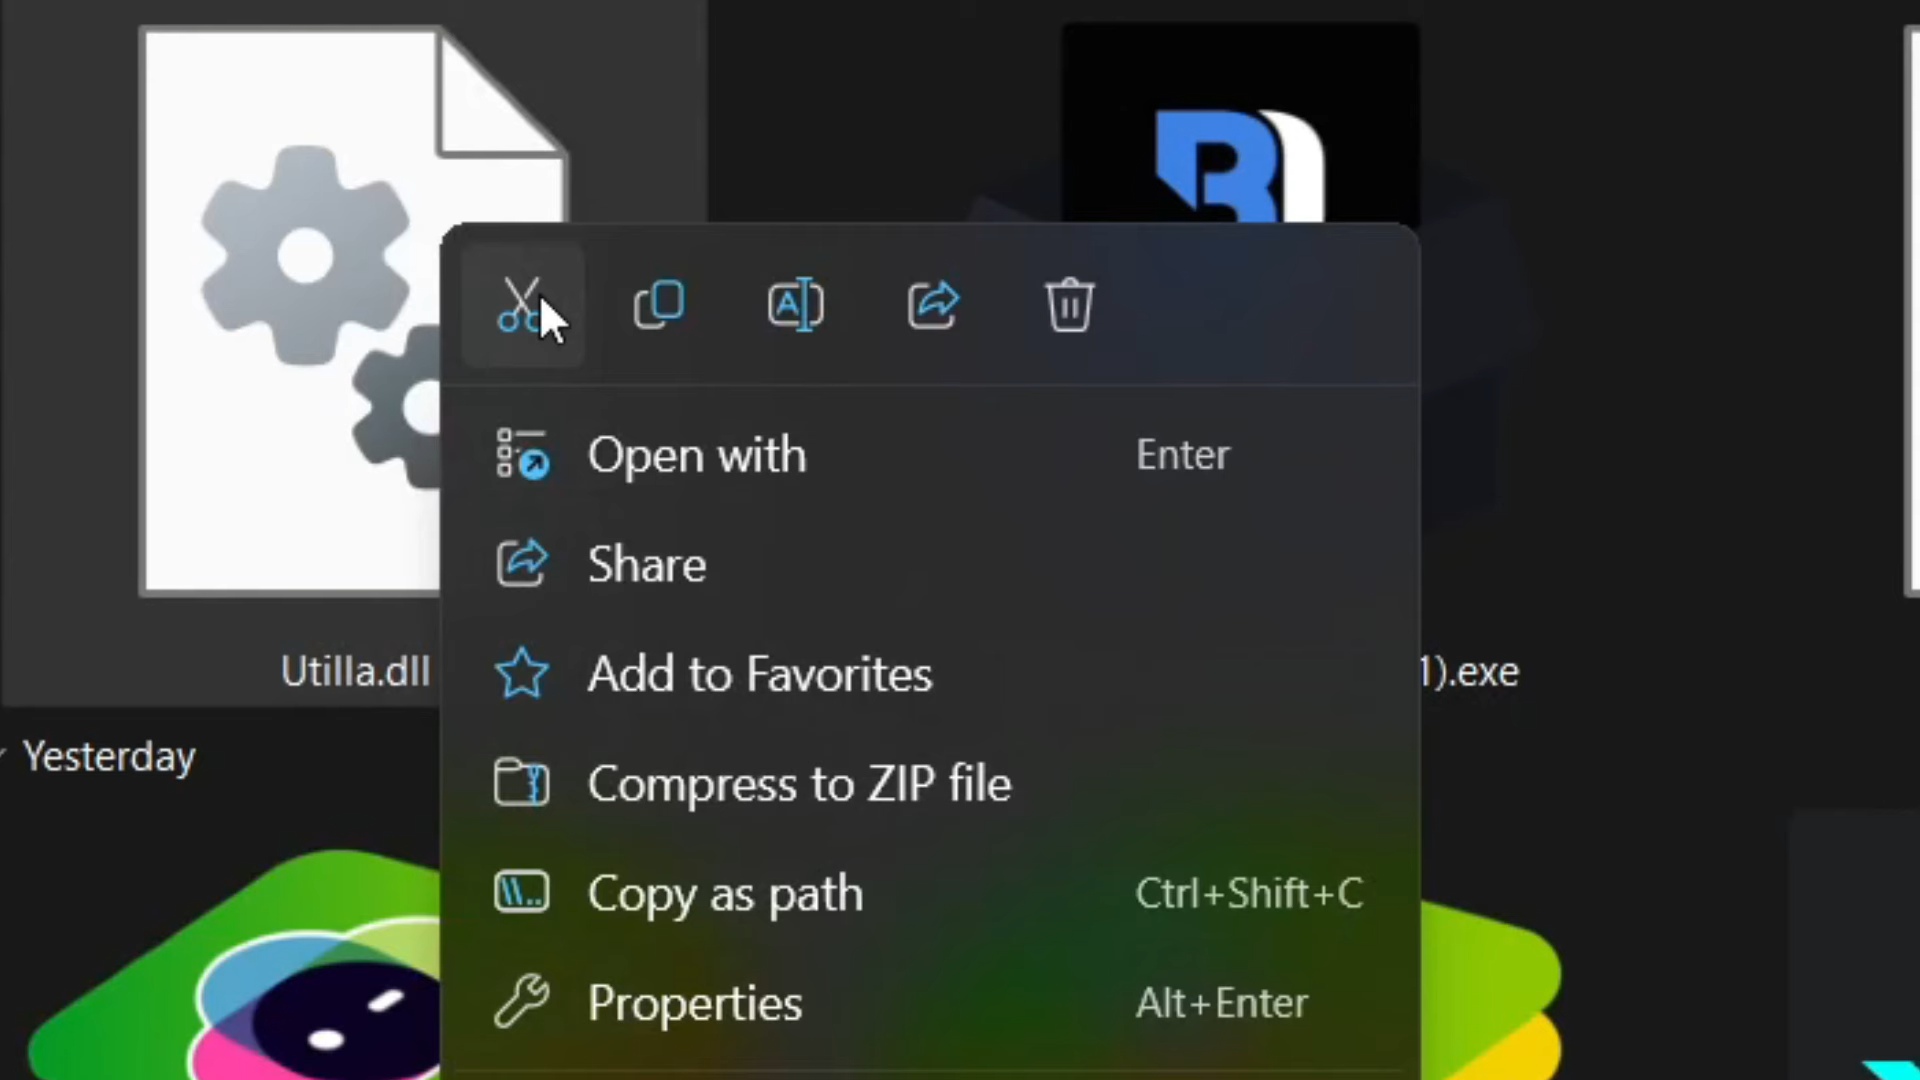 Open with Enter
Share
Utilla.dll
Add to Favorites
1).exe
Yesterday
Compress to ZIP file
Copy as path Ctrl+Shift+C
Properties Alt+Enter